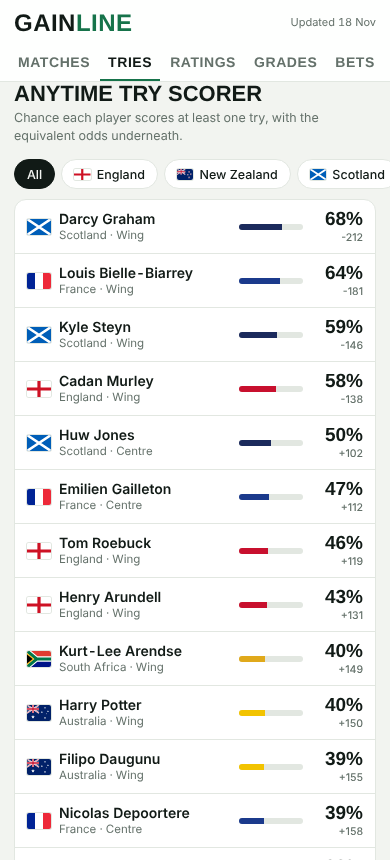 GAINLINE
Updated 18 Nov
MATCHES TRIES RATINGS GRADES BETS
ANYTIME TRY SCORER
Chance each player scores at least one try, with the
equivalent odds underneath.
All England New Zealand Scotland
Darcy Graham 68%
Scotland · Wing -212
Louis Bielle-Biarrey 64%
France · Wing -181
Kyle Steyn 59%
Scotland · Wing -146
Cadan Murley 58%
England · Wing -138
Huw Jones 50%
Scotland · Centre +102
Emilien Gailleton 47%
France · Centre +112
Tom Roebuck 46%
England · Wing +119
Henry Arundell 43%
England · Wing +131
Kurt-Lee Arendse 40%
South Africa · Wing +149
Harry Potter 40%
Australia · Wing +150
Filipo Daugunu 39%
Australia · Wing +155
Nicolas Depoortere 39%
France · Centre +158